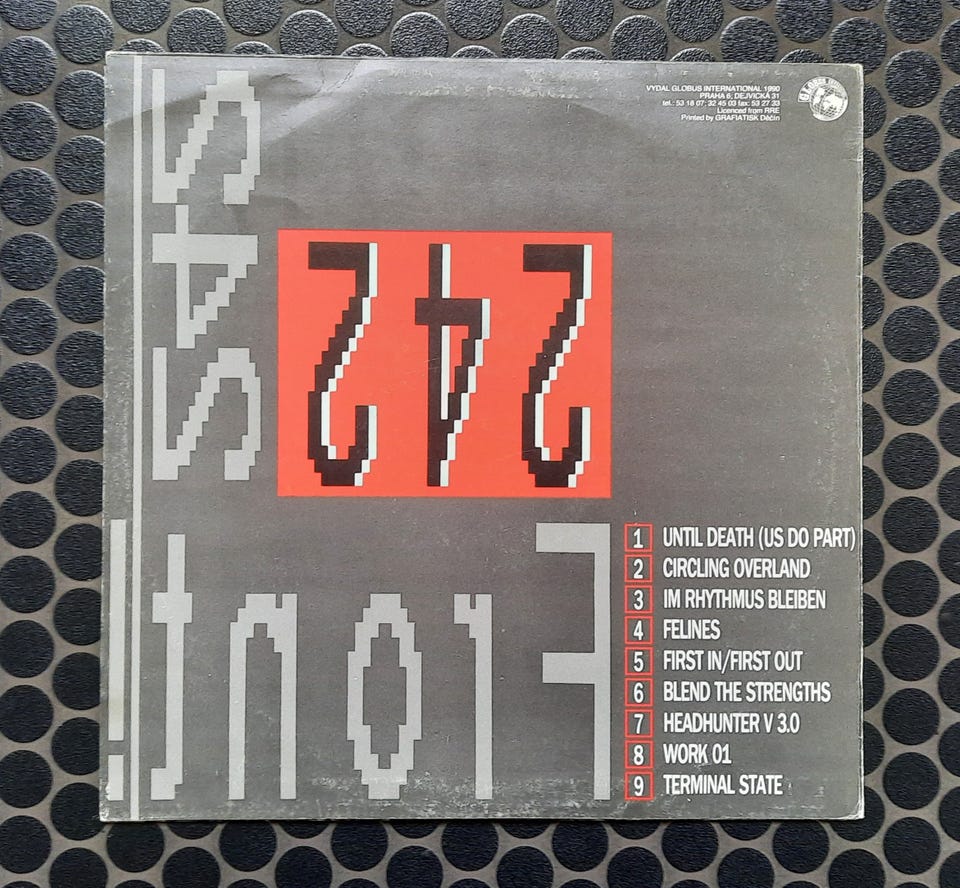 VYDAL GLOBUS INTERNATIONAL 1990
PRAHA 6, DEJVICKÁ 31
tel.: 53 18 07; 32 45 03 fax: 53 27 33
Licenced from RRE
Printed by GRAFIATISK Děčín
242
242
Front
1 UNTIL DEATH (US DO PART)
2 CIRCLING OVERLAND
3 IM RHYTHMUS BLEIBEN
4 FELINES
5 FIRST IN/FIRST OUT
6 BLEND THE STRENGTHS
7 HEADHUNTER V 3.0
8 WORK 01
9 TERMINAL STATE